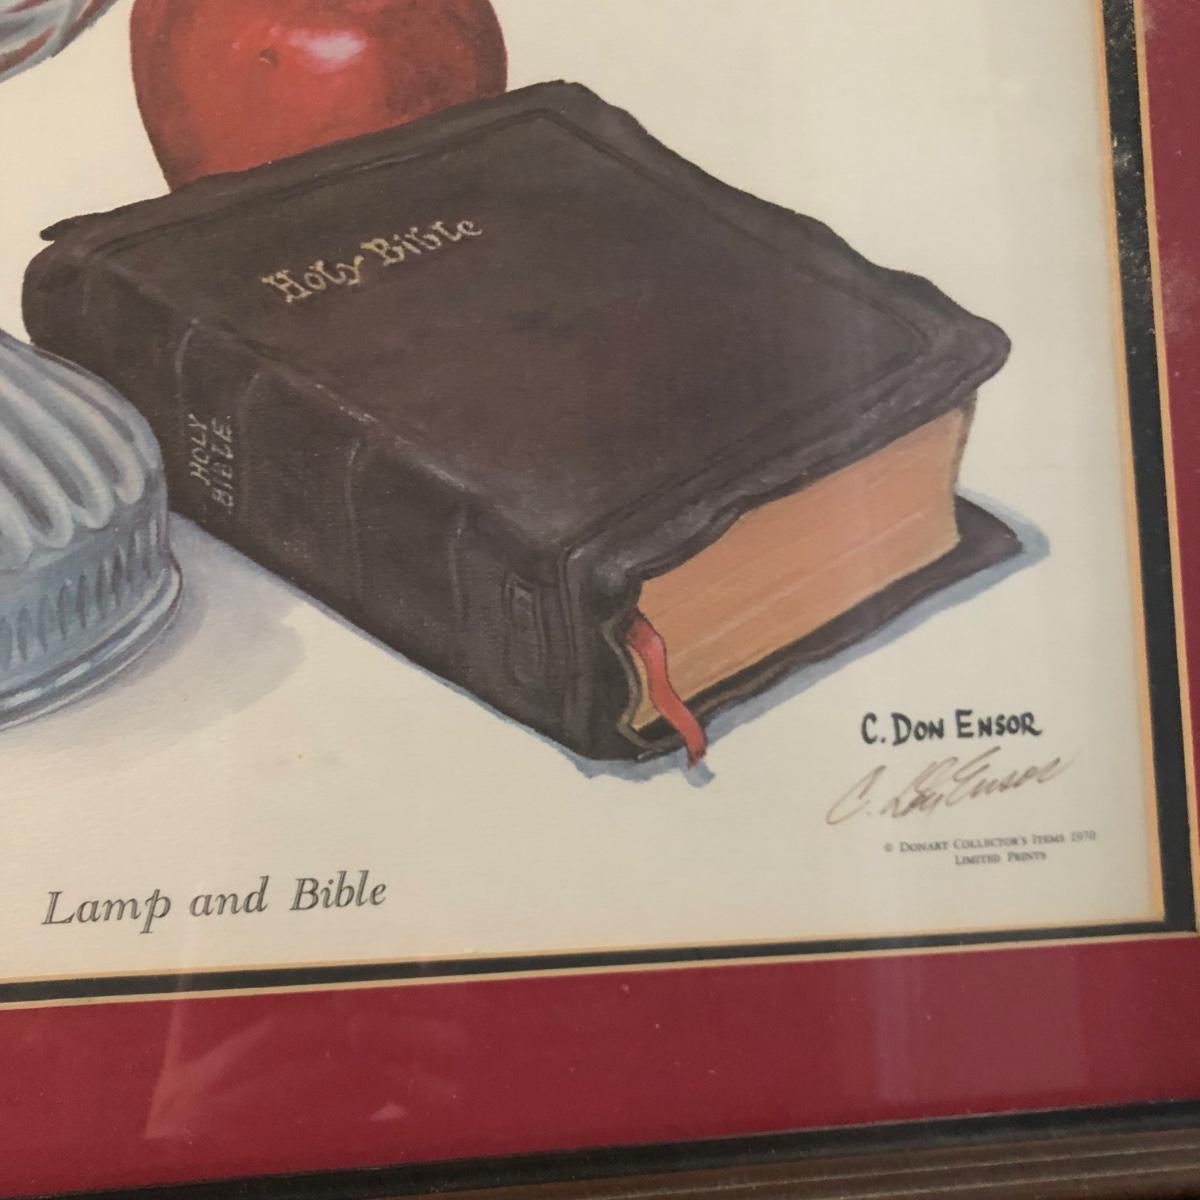 Holy Bible
HOLY
BIBLE
C. DON ENSOR
C. Don Ensor
© DONART COLLECTOR'S ITEMS 1970
LIMITED PRINTS
Lamp and Bible